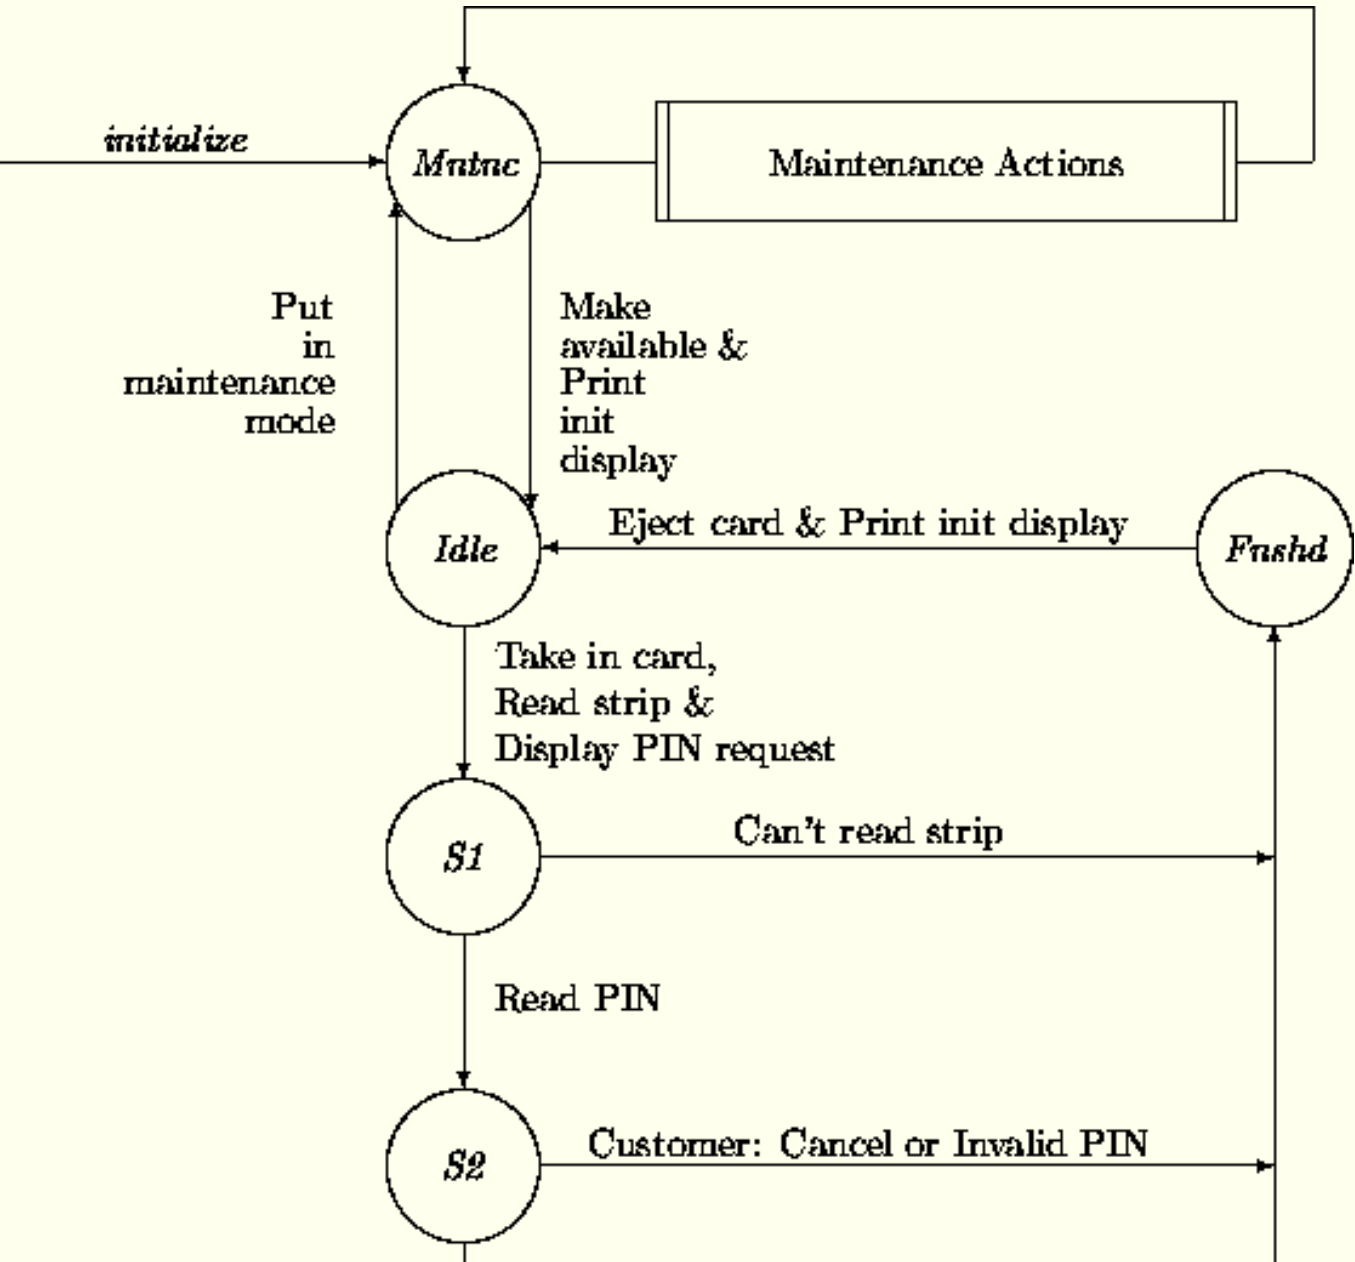 initialize
Mntnc
Maintenance Actions
Put
in
maintenance
mode
Make
available &
Print
init
display
Idle
Eject card & Print init display
Fnshd
Take in card,
Read strip &
Display PIN request
S1
Can't read strip
Read PIN
S2
Customer: Cancel or Invalid PIN